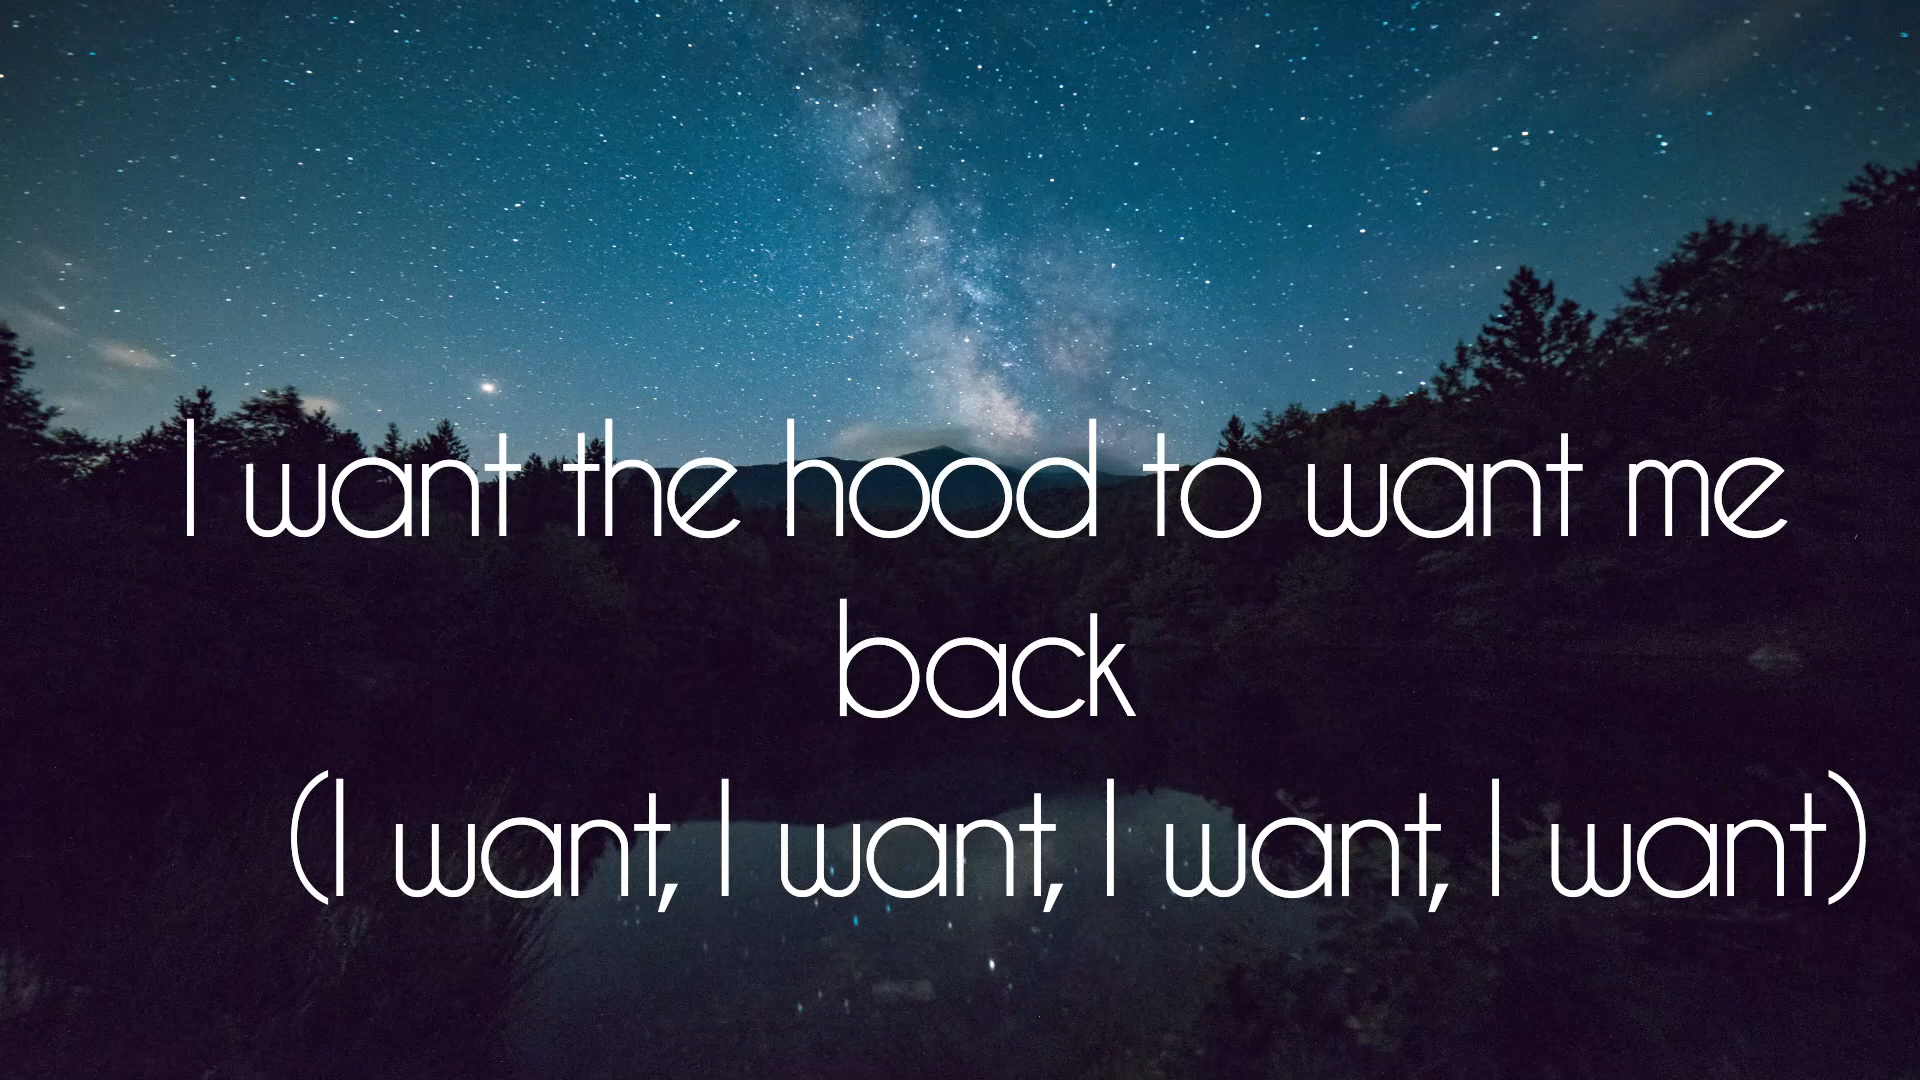 I want the hood to want me
back
(I want, I want, I want, I want)